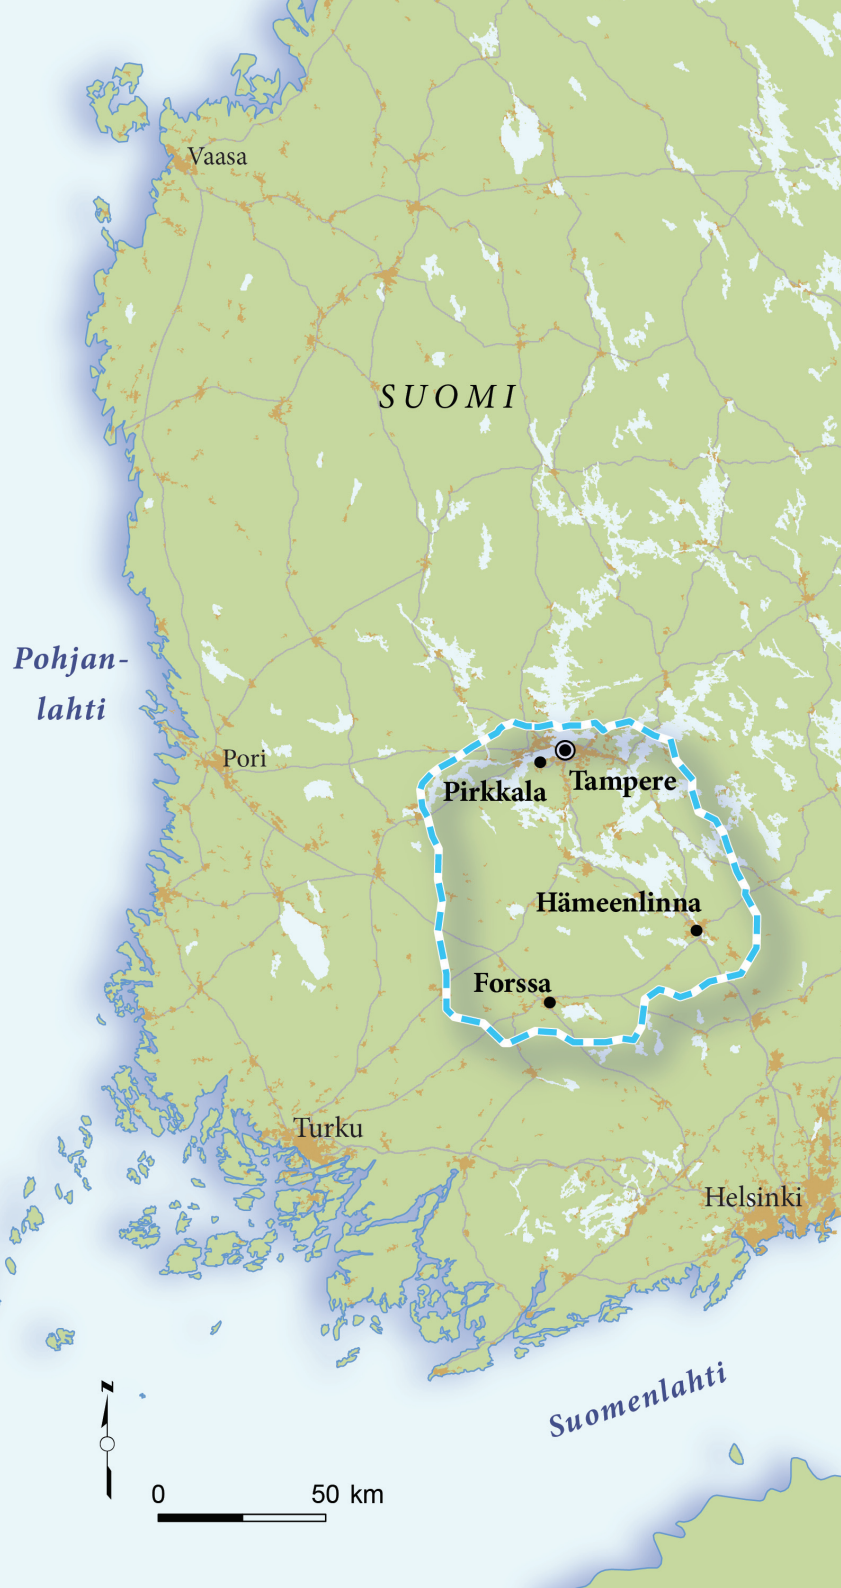 Vaasa
SUOMI
Pohjan-
lahti
Pori
Pirkkala
Tampere
Hämeenlinna
Forssa
Turku
Helsinki
Suomenlahti
N
0 50 km